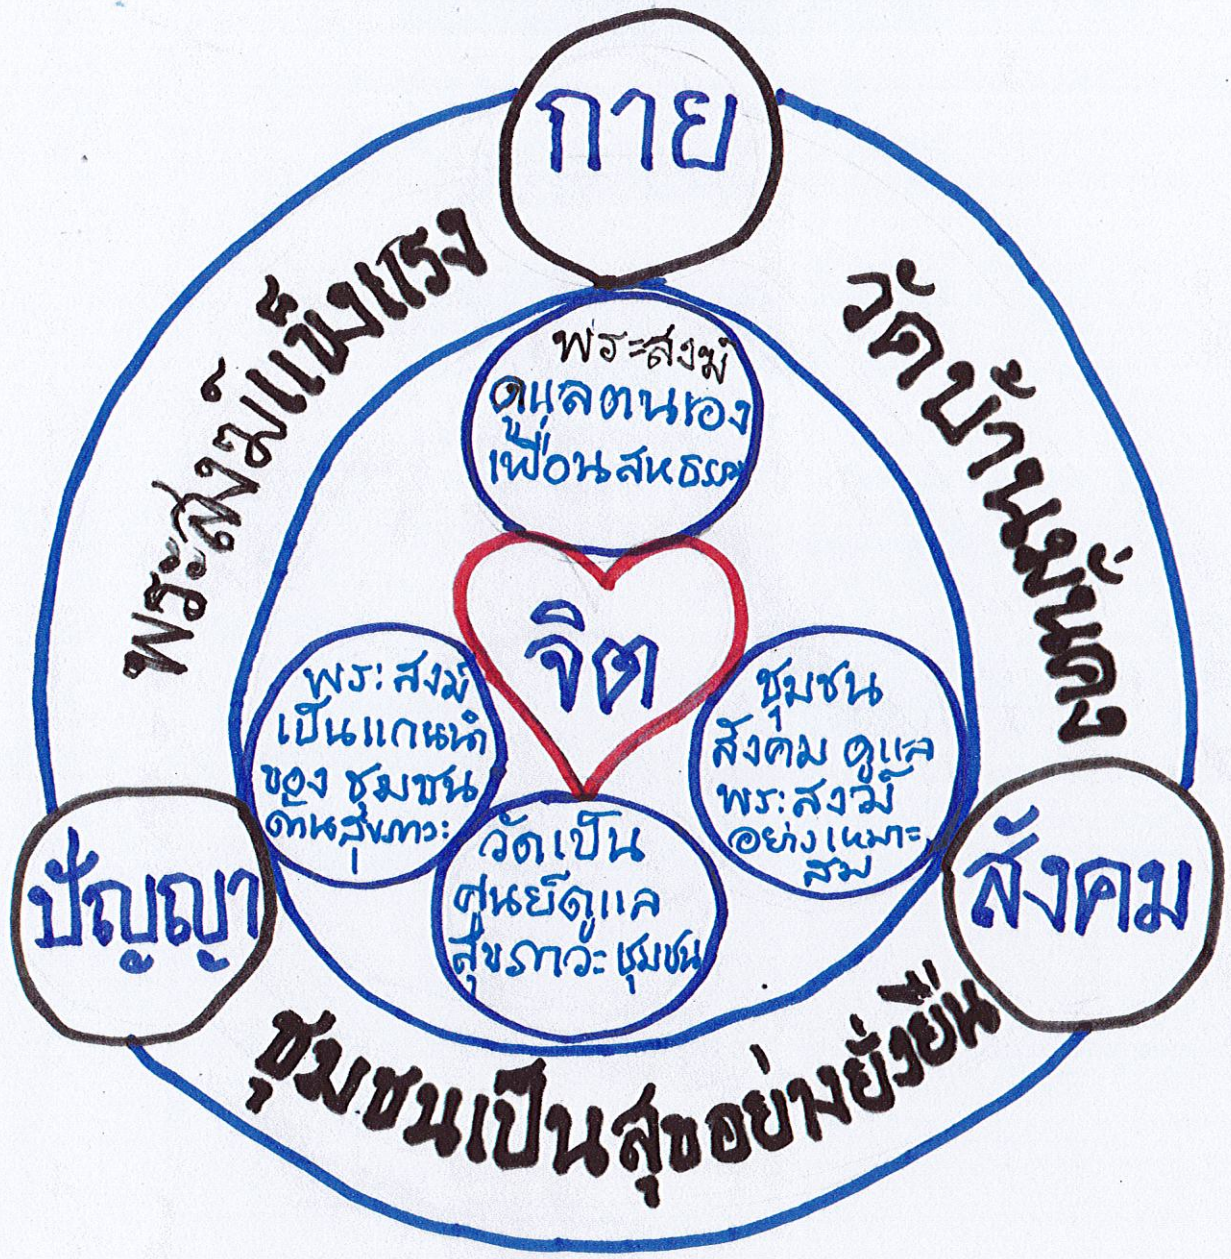 กาย
พระสงฆ์แข็งแรง
วัดบ้านมั่นคง
พระสงฆ์
ดูแลตนเอง
เพื่อนสหธรรม
จิต
พระสงฆ์
เป็นแกนนำ
ของ ชุมชน
ด้านสุขภาวะ
ชุมชน
สังคม ดูแล
พระสงฆ์
อย่างเหมาะ
สม
วัดเป็น
ศูนย์ดูแล
สุขภาวะชุมชน
ปัญญา
สังคม
ชุมชนเป็นสุขอย่างยั่งยืน